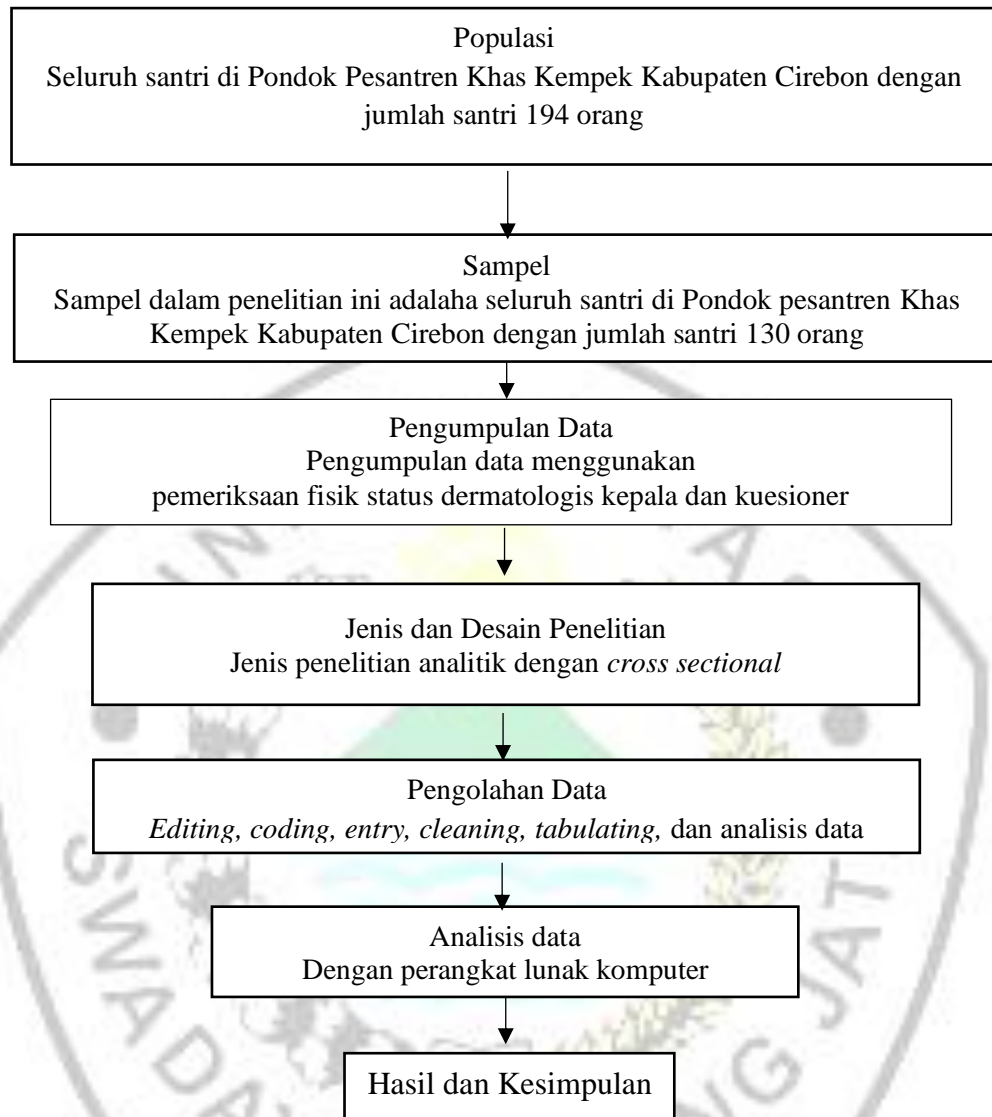 Populasi
Seluruh santri di Pondok Pesantren Khas Kempek Kabupaten Cirebon dengan
jumlah santri 194 orang
Sampel
Sampel dalam penelitian ini adalaha seluruh santri di Pondok pesantren Khas
Kempek Kabupaten Cirebon dengan jumlah santri 130 orang
Pengumpulan Data
Pengumpulan data menggunakan
pemeriksaan fisik status dermatologis kepala dan kuesioner
Jenis dan Desain Penelitian
Jenis penelitian analitik dengan cross sectional
Pengolahan Data
Editing, coding, entry, cleaning, tabulating, dan analisis data
Analisis data
Dengan perangkat lunak komputer
Hasil dan Kesimpulan